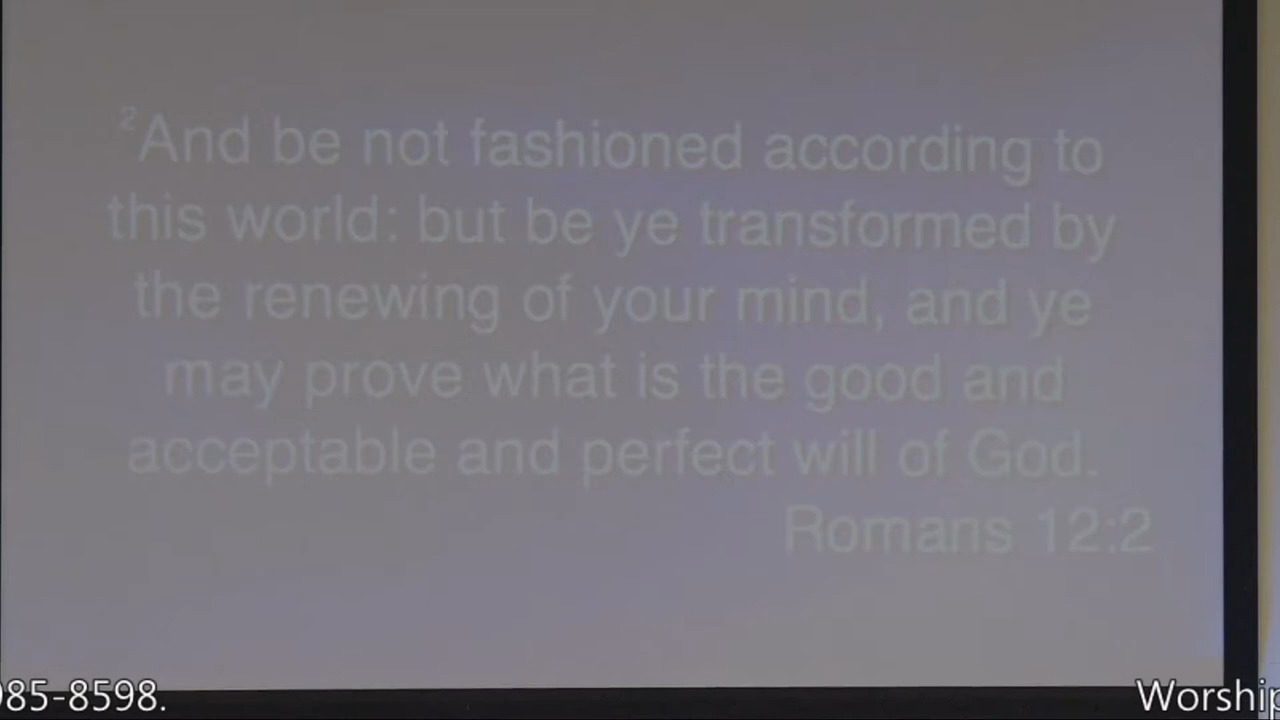 ²And be not fashioned according to
this world: but be ye transformed by
the renewing of your mind, and ye
may prove what is the good and
acceptable and perfect will of God.
Romans 12:2
85-8598.
Worship